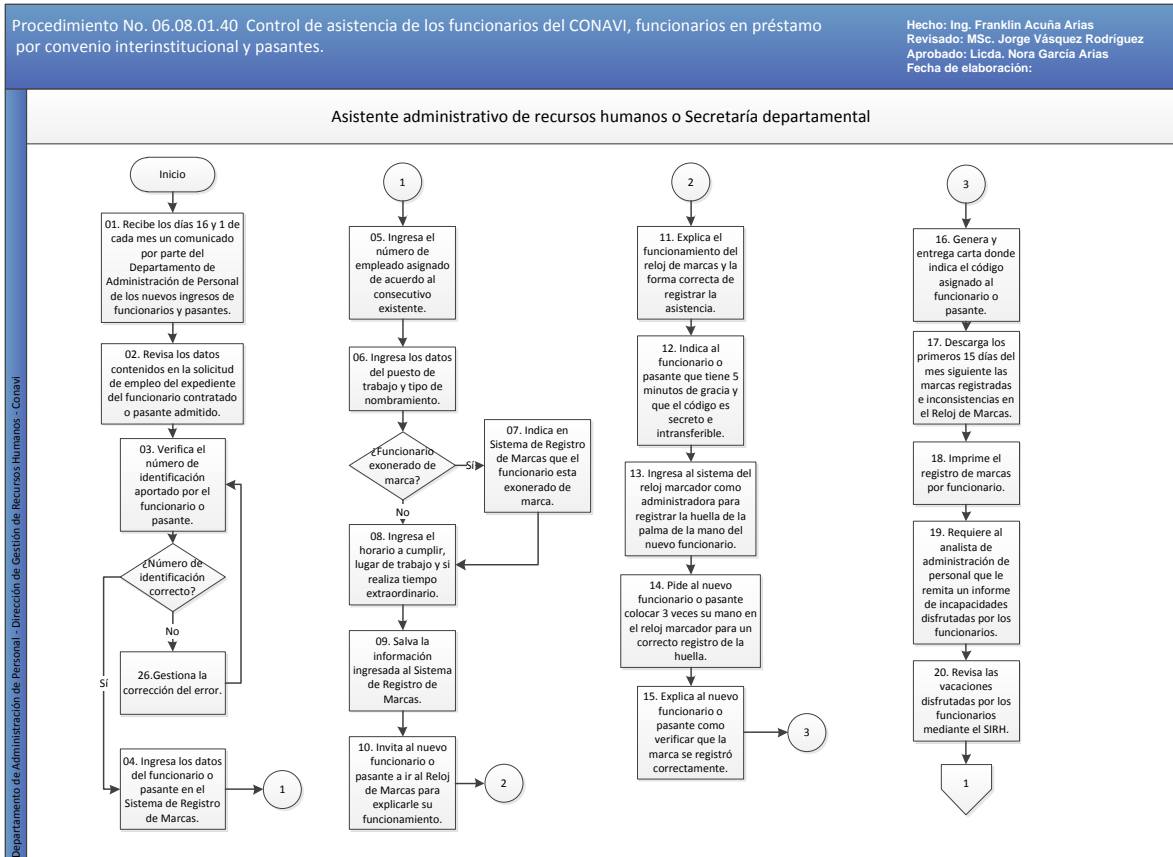 Procedimiento No. 06.08.01.40  Control de asistencia de los funcionarios del CONAVI, funcionarios en préstamo
por convenio interinstitucional y pasantes.
Hecho: Ing. Franklin Acuña Arias
Revisado: MSc. Jorge Vásquez Rodríguez
Aprobado: Licda. Nora García Arias
Fecha de elaboración:
Departamento de Administración de Personal - Dirección de Gestión de Recursos Humanos - Conavi
Asistente administrativo de recursos humanos o Secretaría departamental
Inicio
01. Recibe los días 16 y 1 de
cada mes un comunicado
por parte del
Departamento de
Administración de Personal
de los nuevos ingresos de
funcionarios y pasantes.
02. Revisa los datos
contenidos en la solicitud
de empleo del expediente
del funcionario contratado
o pasante admitido.
03. Verifica el
número de
identificación
aportado por el
funcionario o
pasante.
¿Número de
identificación
correcto?
No
Sí
26.Gestiona la
corrección del error.
04. Ingresa los datos
del funcionario o
pasante en el
Sistema de Registro
de Marcas.
1
1
05. Ingresa el
número de
empleado asignado
de acuerdo al
consecutivo
existente.
06. Ingresa los datos
del puesto de
trabajo y tipo de
nombramiento.
¿Funcionario
exonerado de
marca?
Sí
No
07. Indica en
Sistema de Registro
de Marcas que el
funcionario esta
exonerado de
marca.
08. Ingresa el
horario a cumplir,
lugar de trabajo y si
realiza tiempo
extraordinario.
09. Salva la
información
ingresada al Sistema
de Registro de
Marcas.
10. Invita al nuevo
funcionario o
pasante a ir al Reloj
de Marcas para
explicarle su
funcionamiento.
2
2
11. Explica el
funcionamiento del
reloj de marcas y la
forma correcta de
registrar la
asistencia.
12. Indica al
funcionario o
pasante que tiene 5
minutos de gracia y
que el código es
secreto e
intransferible.
13. Ingresa al sistema del
reloj marcador como
administradora para
registrar la huella de la
palma de la mano del
nuevo funcionario.
14. Pide al nuevo
funcionario o pasante
colocar 3 veces su mano en
el reloj marcador para un
correcto registro de la
huella.
15. Explica al nuevo
funcionario o
pasante como
verificar que la
marca se registró
correctamente.
3
3
16. Genera y
entrega carta donde
indica el código
asignado al
funcionario o
pasante.
17. Descarga los
primeros 15 días del
mes siguiente las
marcas registradas
e inconsistencias en
el Reloj de Marcas.
18. Imprime el
registro de marcas
por funcionario.
19. Requiere al
analista de
administración de
personal que le
remita un informe
de incapacidades
disfrutadas por los
funcionarios.
20. Revisa las
vacaciones
disfrutadas por los
funcionarios
mediante el SIRH.
1